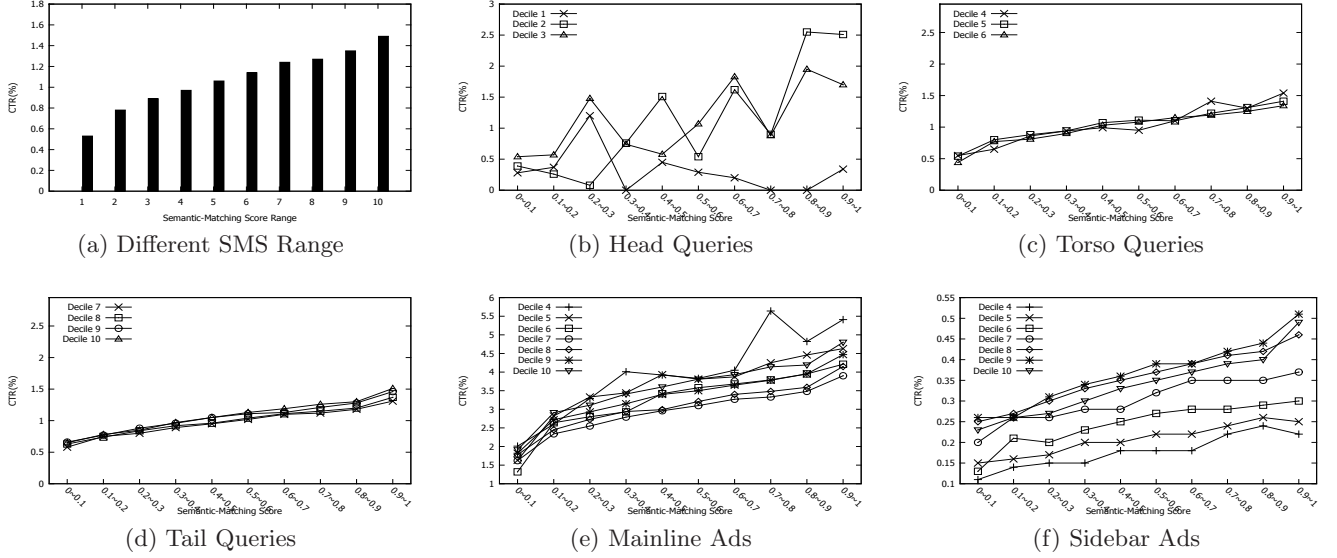 1.8
1.6
1.4
1.2
1
0.8
0.6
0.4
0.2
0
CTR(%)
1 2 3 4 5 6 7 8 9 10
Semantic-Matching Score Range
(a) Different SMS Range
Decile 1
Decile 2
Decile 3
3
2.5
2
1.5
1
0.5
0
CTR(%)
0~0.1 0.1~0.2 0.2~0.3 0.3~0.4 0.4~0.5 0.5~0.6 0.6~0.7 0.7~0.8 0.8~0.9 0.9~1
Semantic-Matching Score
(b) Head Queries
Decile 4
Decile 5
Decile 6
2.5
2
1.5
1
0.5
0
CTR(%)
0~0.1 0.1~0.2 0.2~0.3 0.3~0.4 0.4~0.5 0.5~0.6 0.6~0.7 0.7~0.8 0.8~0.9 0.9~1
Semantic-Matching Score
(c) Torso Queries
Decile 7
Decile 8
Decile 9
Decile 10
2.5
2
1.5
1
0.5
0
CTR(%)
0~0.1 0.1~0.2 0.2~0.3 0.3~0.4 0.4~0.5 0.5~0.6 0.6~0.7 0.7~0.8 0.8~0.9 0.9~1
Semantic-Matching Score
(d) Tail Queries
Decile 4
Decile 5
Decile 6
Decile 7
Decile 8
Decile 9
Decile 10
6
5.5
5
4.5
4
3.5
3
2.5
2
1.5
1
CTR(%)
0~0.1 0.1~0.2 0.2~0.3 0.3~0.4 0.4~0.5 0.5~0.6 0.6~0.7 0.7~0.8 0.8~0.9 0.9~1
Semantic-Matching Score
(e) Mainline Ads
Decile 4
Decile 5
Decile 6
Decile 7
Decile 8
Decile 9
Decile 10
0.55
0.5
0.45
0.4
0.35
0.3
0.25
0.2
0.15
0.1
CTR(%)
0~0.1 0.1~0.2 0.2~0.3 0.3~0.4 0.4~0.5 0.5~0.6 0.6~0.7 0.7~0.8 0.8~0.9 0.9~1
Semantic-Matching Score
(f) Sidebar Ads